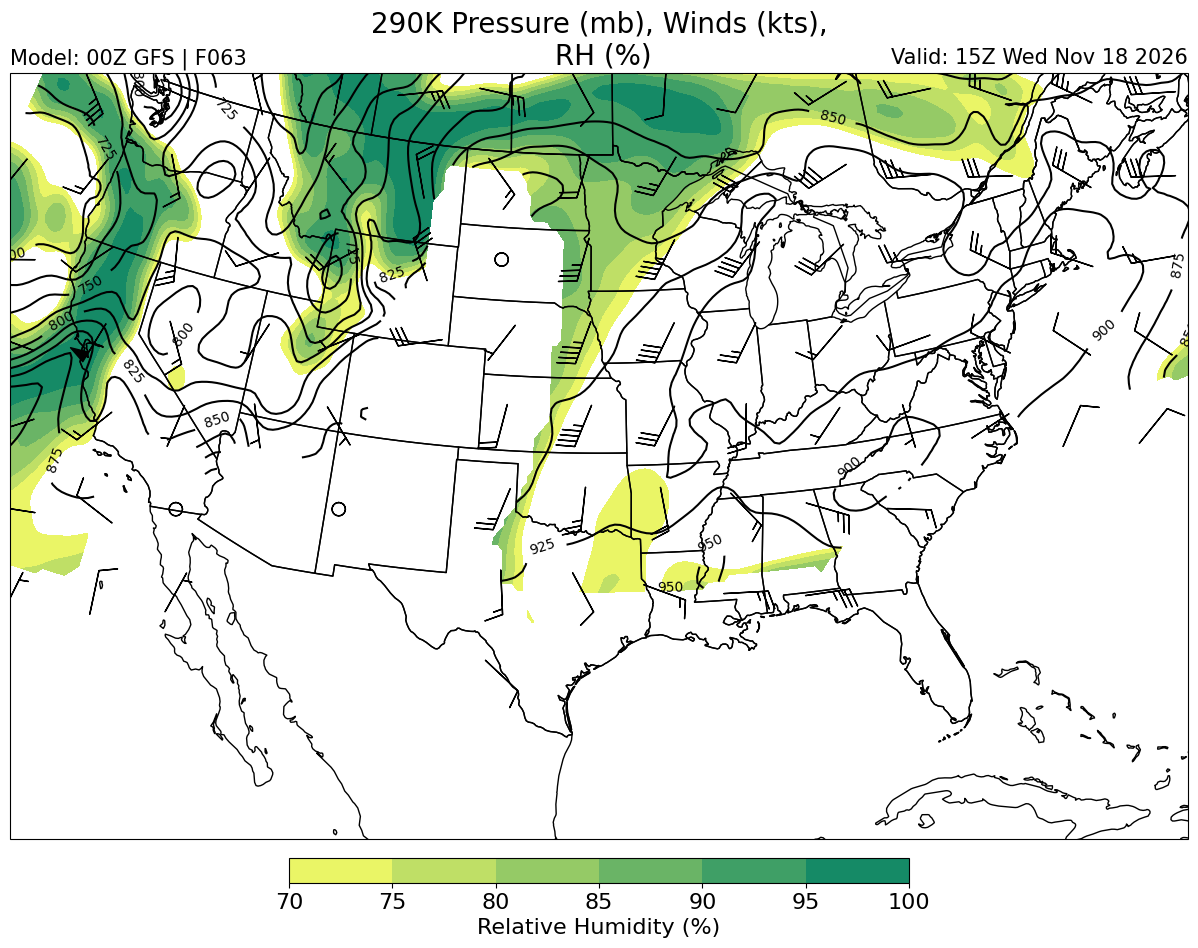 290K Pressure (mb), Winds (kts),
RH (%)
Model: 00Z GFS | F063
Valid: 15Z Wed Nov 18 2026
725
725
850
725
875
825
750
800
800
900
825
850
875
900
925
950
950
70 75 80 85 90 95 100
Relative Humidity (%)